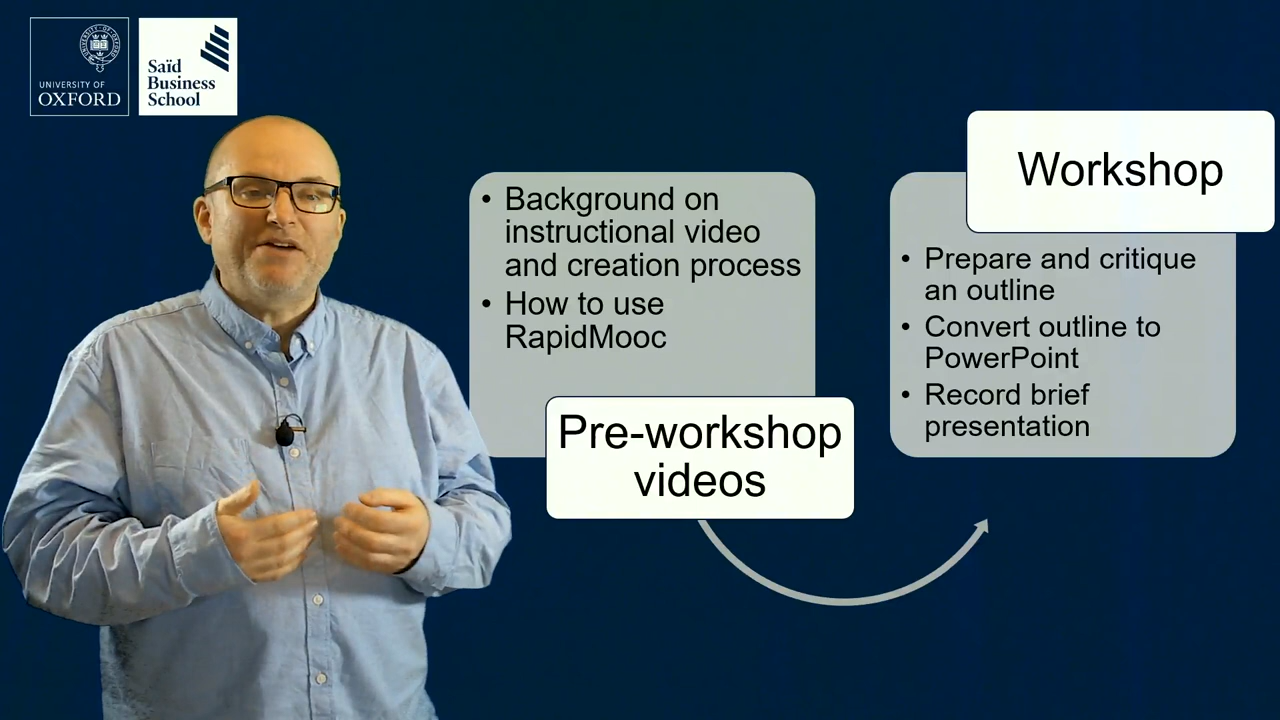 UNIVERSITY OF
OXFORD
Saïd
Business
School
• Background on
instructional video
and creation process
• How to use
RapidMooc
Pre-workshop
videos
Workshop
• Prepare and critique
an outline
• Convert outline to
PowerPoint
• Record brief
presentation